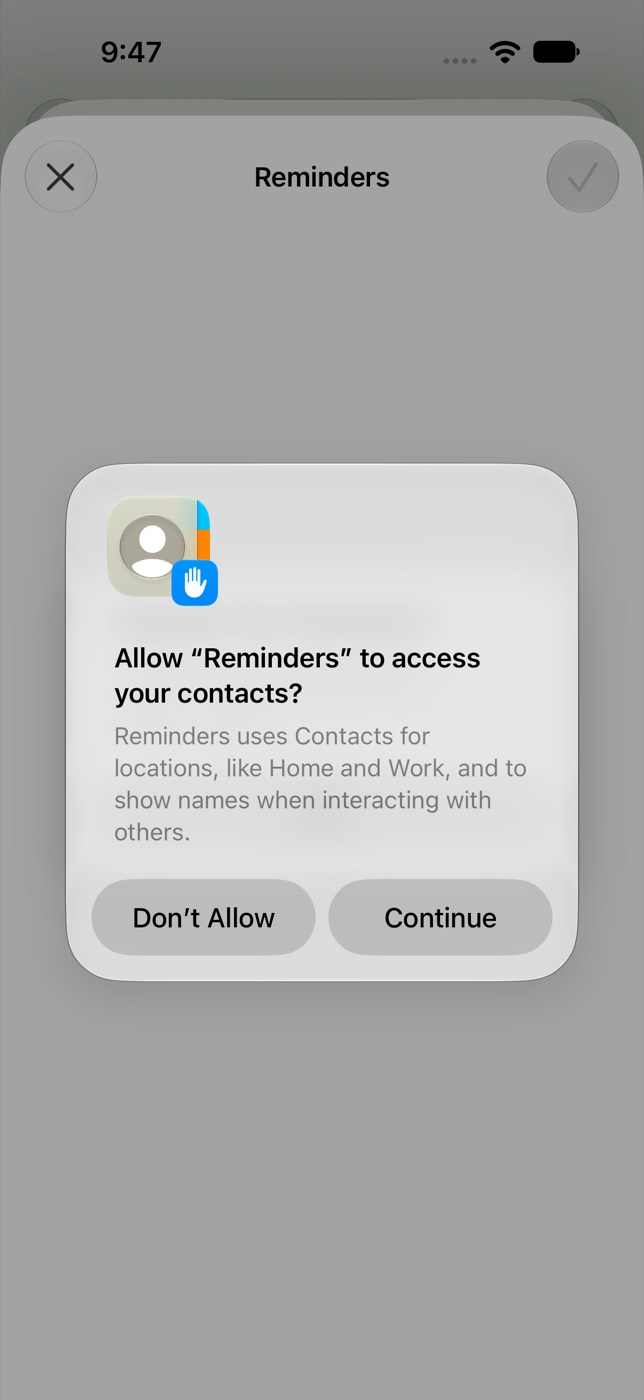 9:47
Reminders
Allow “Reminders” to access
your contacts?
Reminders uses Contacts for
locations, like Home and Work, and to
show names when interacting with
others.
Don’t Allow
Continue